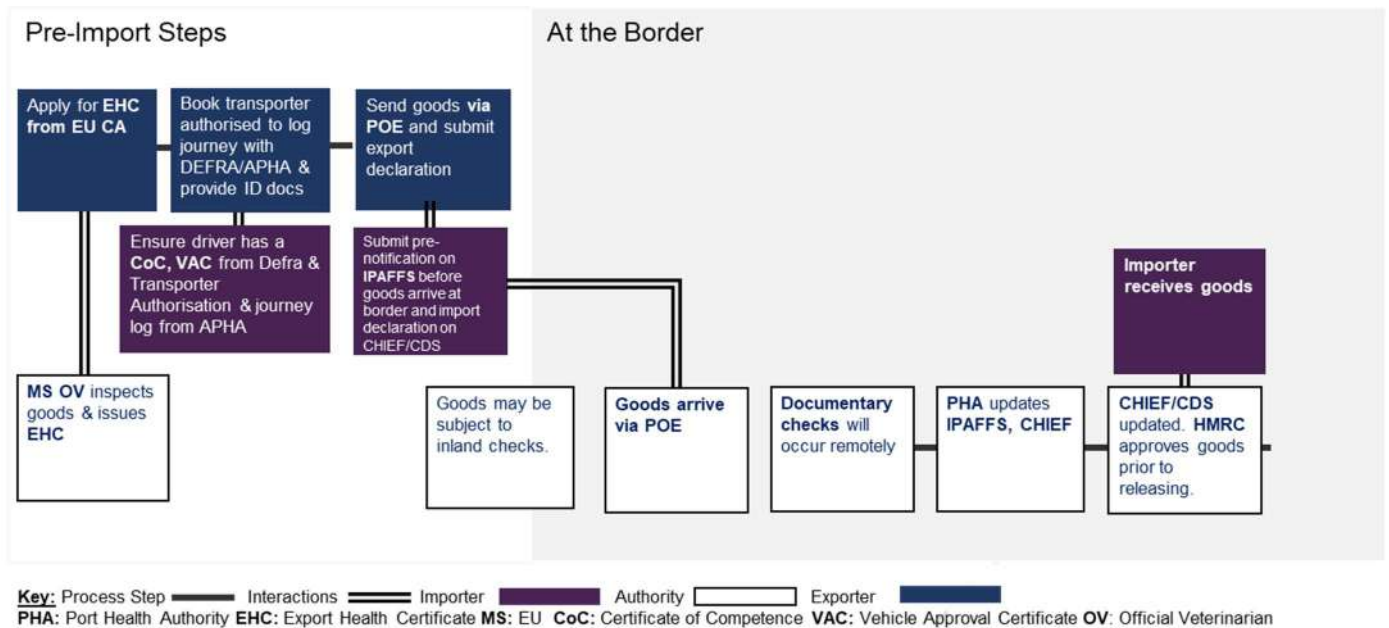 Pre-Import Steps
At the Border
Apply for EHC
from EU CA
Book transporter
authorised to log
journey with
DEFRA/APHA &
provide ID docs
Send goods via
POE and submit
export
declaration
Ensure driver has a
CoC, VAC from Defra &
Transporter
Authorisation & journey
log from APHA
Submit pre-
notification on
IPAFFS before
goods arrive at
border and import
declaration on
CHIEF/CDS
Importer
receives goods
MS OV inspects
goods & issues
EHC
Goods may be
subject to
inland checks.
Goods arrive
via POE
Documentary
checks will
occur remotely
PHA updates
IPAFFS, CHIEF
CHIEF/CDS
updated. HMRC
approves goods
prior to
releasing.
Key: Process Step Interactions Importer Authority Exporter
PHA: Port Health Authority EHC: Export Health Certificate MS: EU CoC: Certificate of Competence VAC: Vehicle Approval Certificate OV: Official Veterinarian